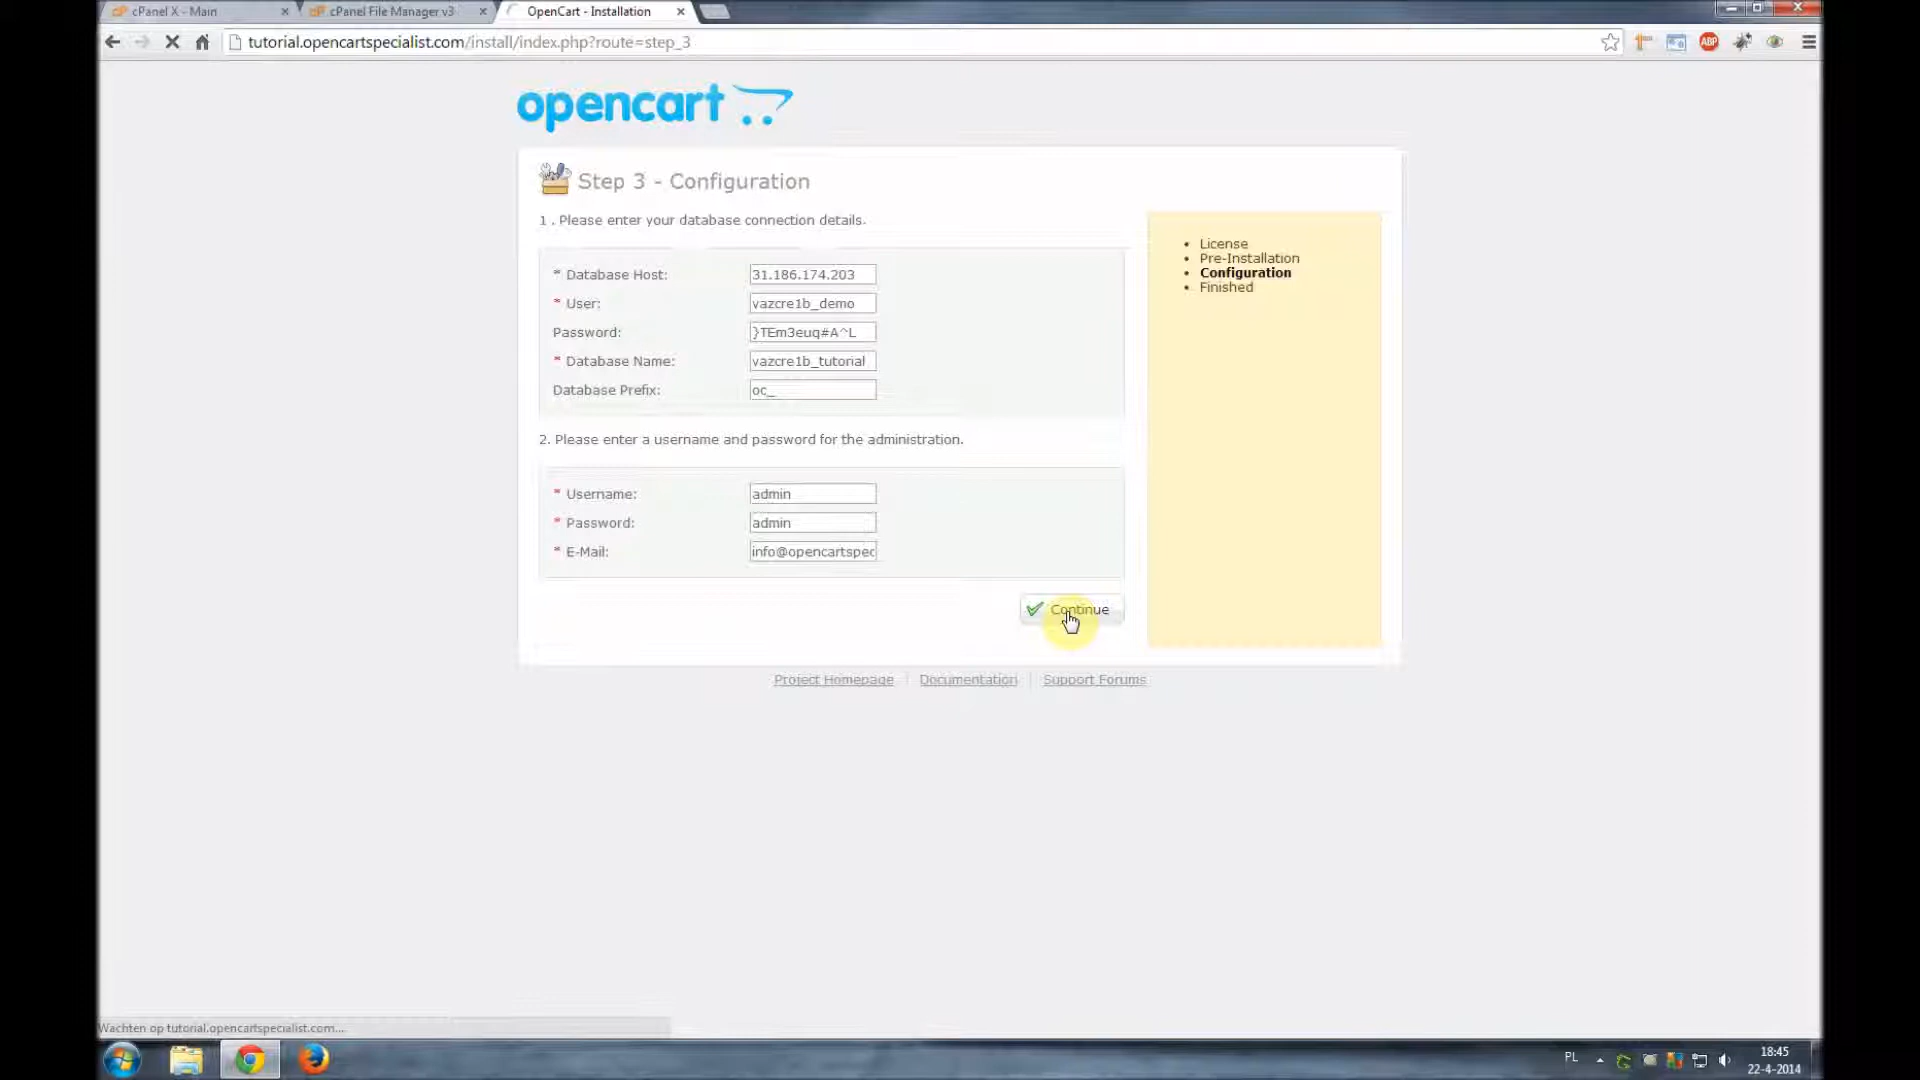 cPanel X - Main
cPanel File Manager v3
OpenCart - Installation
tutorial.opencartspecialist.com/install/index.php?route=step_3
ABP
opencart
Step 3 - Configuration
1 . Please enter your database connection details.
* Database Host: 31.186.174.203
* User: vazcre1b_demo
Password: }TEm3euq#A^L
* Database Name: vazcre1b_tutorial
Database Prefix: oc_
2. Please enter a username and password for the administration.
* Username: admin
* Password: admin
* E-Mail: info@opencartspec
Continue
License
Pre-Installation
Configuration
Finished
Project Homepage
Documentation
Support Forums
Wachten op tutorial.opencartspecialist.com...
PL
18:45
22-4-2014